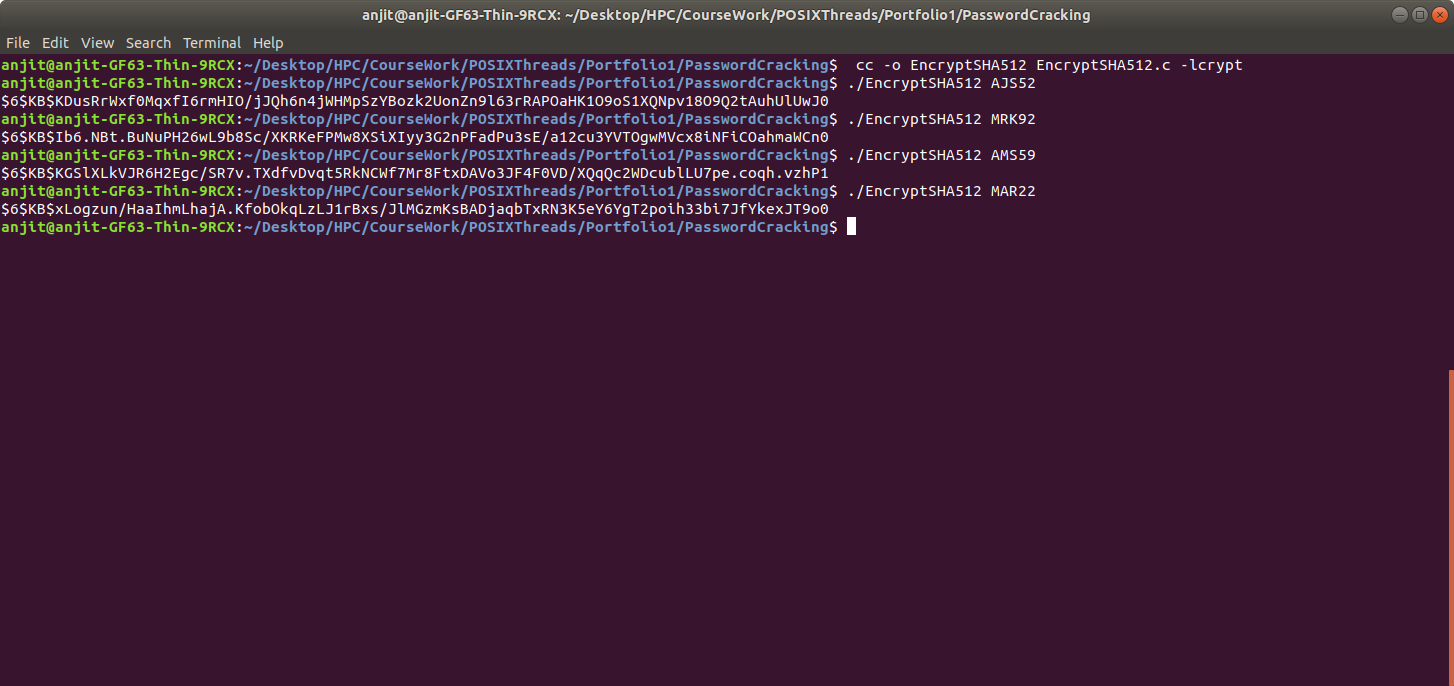 anjit@anjit-GF63-Thin-9RCX: ~/Desktop/HPC/CourseWork/POSIXThreads/Portfolio1/PasswordCracking
File Edit View Search Terminal Help
anjit@anjit-GF63-Thin-9RCX:~/Desktop/HPC/CourseWork/POSIXThreads/Portfolio1/PasswordCracking$  cc -o EncryptSHA512 EncryptSHA512.c -lcrypt
anjit@anjit-GF63-Thin-9RCX:~/Desktop/HPC/CourseWork/POSIXThreads/Portfolio1/PasswordCracking$ ./EncryptSHA512 AJS52
$6$KB$KDusRrWxf0MqxfI6rmHIO/jJQh6n4jWHMpSzYBozk2UonZn9l63rRAPOaHK1O9oS1XQNpv18O9Q2tAuhUlUwJ0
anjit@anjit-GF63-Thin-9RCX:~/Desktop/HPC/CourseWork/POSIXThreads/Portfolio1/PasswordCracking$ ./EncryptSHA512 MRK92
$6$KB$Ib6.NBt.BuNuPH26wL9b8Sc/XKRKeFPMw8XSiXIyy3G2nPFadPu3sE/a12cu3YVTOgwMVcx8iNFiCOahmaWCn0
anjit@anjit-GF63-Thin-9RCX:~/Desktop/HPC/CourseWork/POSIXThreads/Portfolio1/PasswordCracking$ ./EncryptSHA512 AMS59
$6$KB$KGSlXLkVJR6H2Egc/SR7v.TXdfvDvqt5RkNCWf7Mr8FtxDAVo3JF4F0VD/XQqQc2WDcublLU7pe.coqh.vzhP1
anjit@anjit-GF63-Thin-9RCX:~/Desktop/HPC/CourseWork/POSIXThreads/Portfolio1/PasswordCracking$ ./EncryptSHA512 MAR22
$6$KB$xLogzun/HaaIhmLhajA.KfobOkqLzLJ1rBxs/JlMGzmKsBADjaqbTxRN3K5eY6YgT2poih33bi7JfYkexJT9o0
anjit@anjit-GF63-Thin-9RCX:~/Desktop/HPC/CourseWork/POSIXThreads/Portfolio1/PasswordCracking$